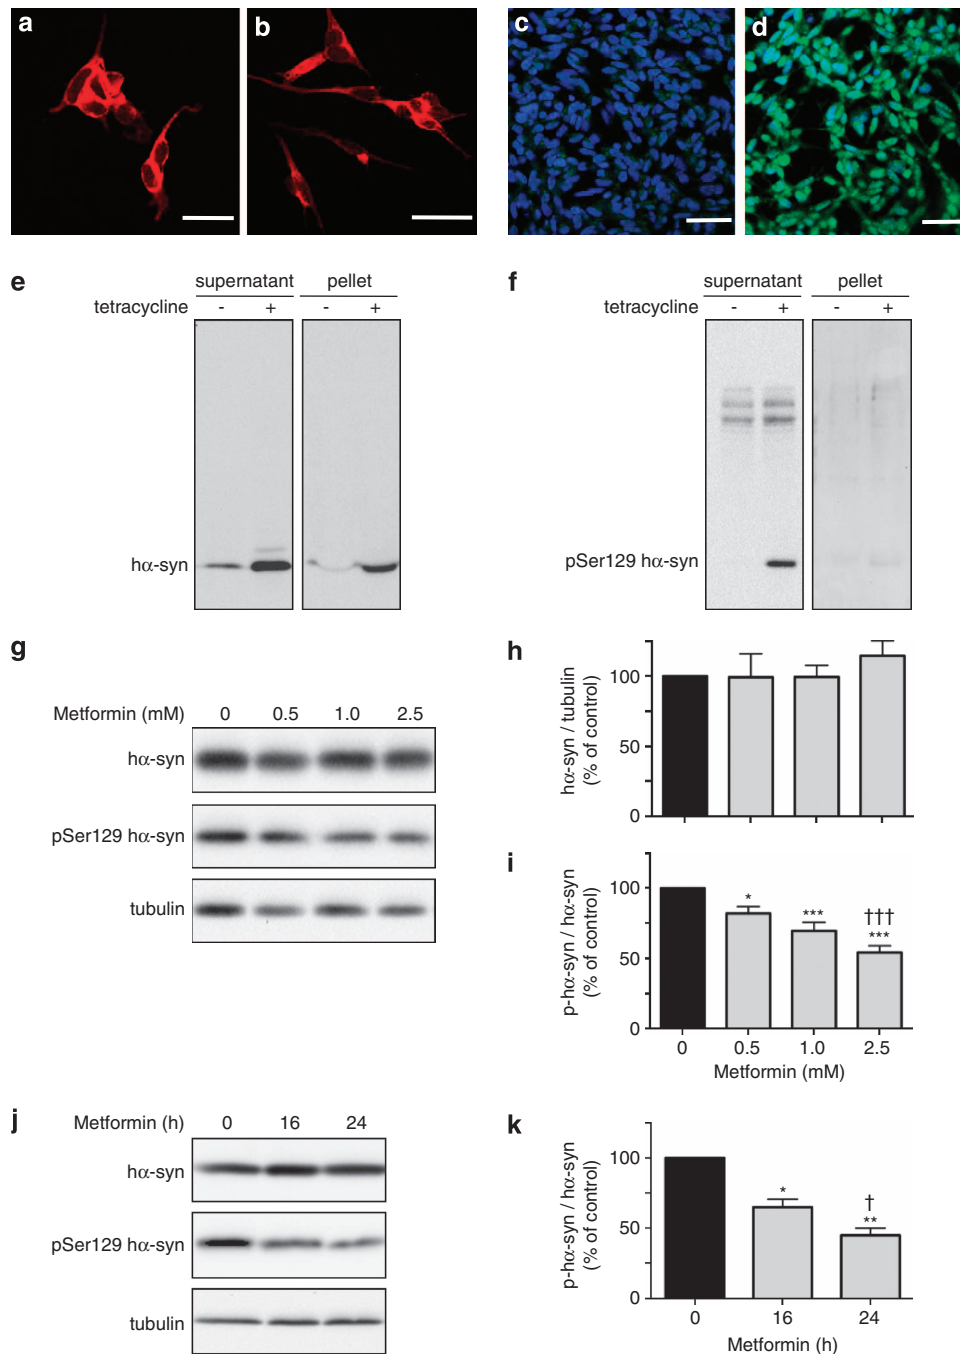 a
b
c
d
e
supernatant pellet
tetracycline - + - +
hα-syn
f
supernatant pellet
tetracycline - + - +
pSer129 hα-syn
g
Metformin (mM) 0 0.5 1.0 2.5
hα-syn
pSer129 hα-syn
tubulin
h
hα-syn / tubulin
(% of control)
100
50
0
i
p-hα-syn / hα-syn
(% of control)
100
50
0
*
***
†††
***
0 0.5 1.0 2.5
Metformin (mM)
j
Metformin (h) 0 16 24
hα-syn
pSer129 hα-syn
tubulin
k
p-hα-syn / hα-syn
(% of control)
100
50
0
*
†
**
0 16 24
Metformin (h)